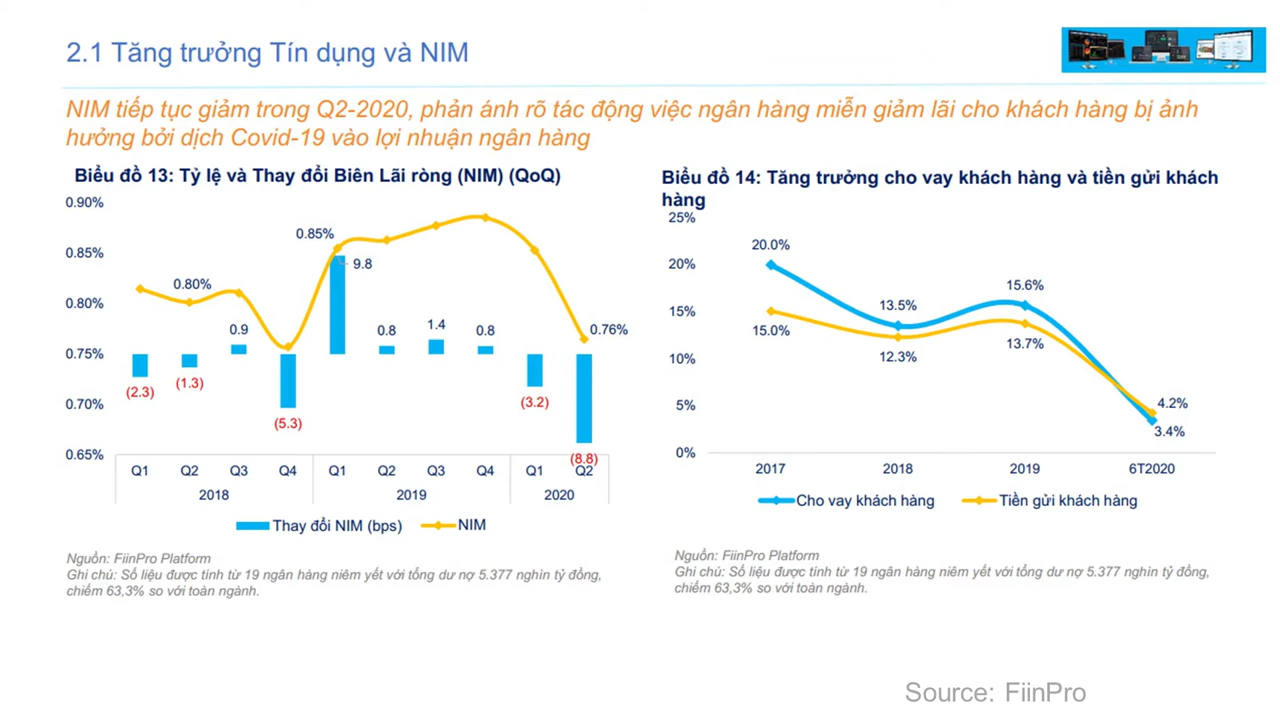 2.1 Tăng trưởng Tín dụng và NIM
NIM tiếp tục giảm trong Q2-2020, phản ánh rõ tác động việc ngân hàng miễn giảm lãi cho khách hàng bị ảnh
hưởng bởi dịch Covid-19 vào lợi nhuận ngân hàng
Biểu đồ 13: Tỷ lệ và Thay đổi Biên Lãi ròng (NIM) (QoQ)
0.90%
0.85%
0.80%
0.75%
0.70%
0.65%
0.80%
0.85%
0.76%
(2.3)
(1.3)
0.9
(5.3)
9.8
0.8
1.4
0.8
(3.2)
(8.8)
Q1 Q2 Q3 Q4 Q1 Q2 Q3 Q4 Q1 Q2
2018 2019 2020
Thay đổi NIM (bps) NIM
Nguồn: FiinPro Platform
Ghi chú: Số liệu được tính từ 19 ngân hàng niêm yết với tổng dư nợ 5.377 nghìn tỷ đồng,
chiếm 63,3% so với toàn ngành.
Biểu đồ 14: Tăng trưởng cho vay khách hàng và tiền gửi khách
hàng
25%
20%
15%
10%
5%
0%
20.0%
13.5%
15.6%
3.4%
15.0%
12.3%
13.7%
4.2%
2017 2018 2019 6T2020
Cho vay khách hàng Tiền gửi khách hàng
Nguồn: FiinPro Platform
Ghi chú: Số liệu được tính từ 19 ngân hàng niêm yết với tổng dư nợ 5.377 nghìn tỷ đồng,
chiếm 63,3% so với toàn ngành.
Source: FiinPro